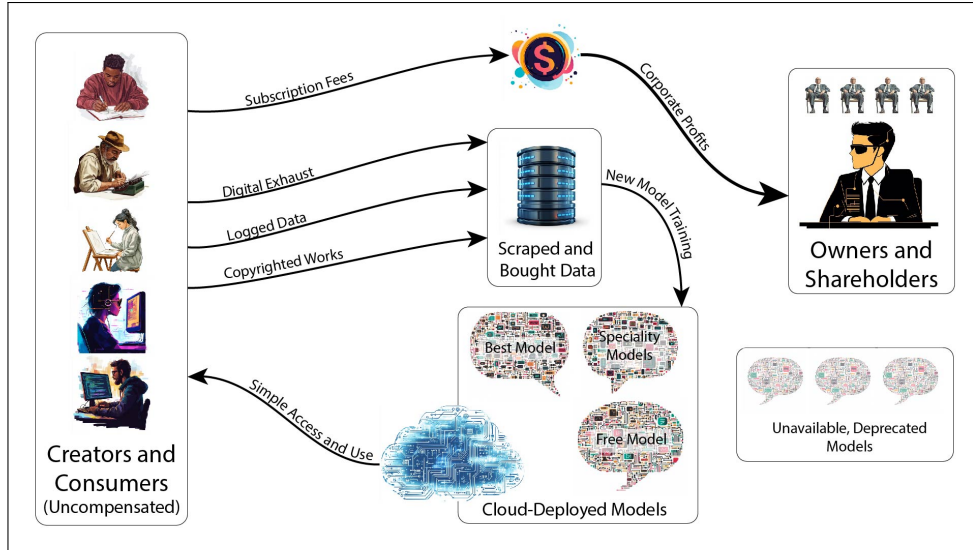 Subscription Fees
$
Corporate Profits
Digital Exhaust
Logged Data
Copyrighted Works
Scraped and
Bought Data
New Model Training
Owners and
Shareholders
Best Model
Speciality
Models
Free Model
Simple Access and Use
Cloud-Deployed Models
Unavailable, Deprecated
Models
Creators and
Consumers
(Uncompensated)